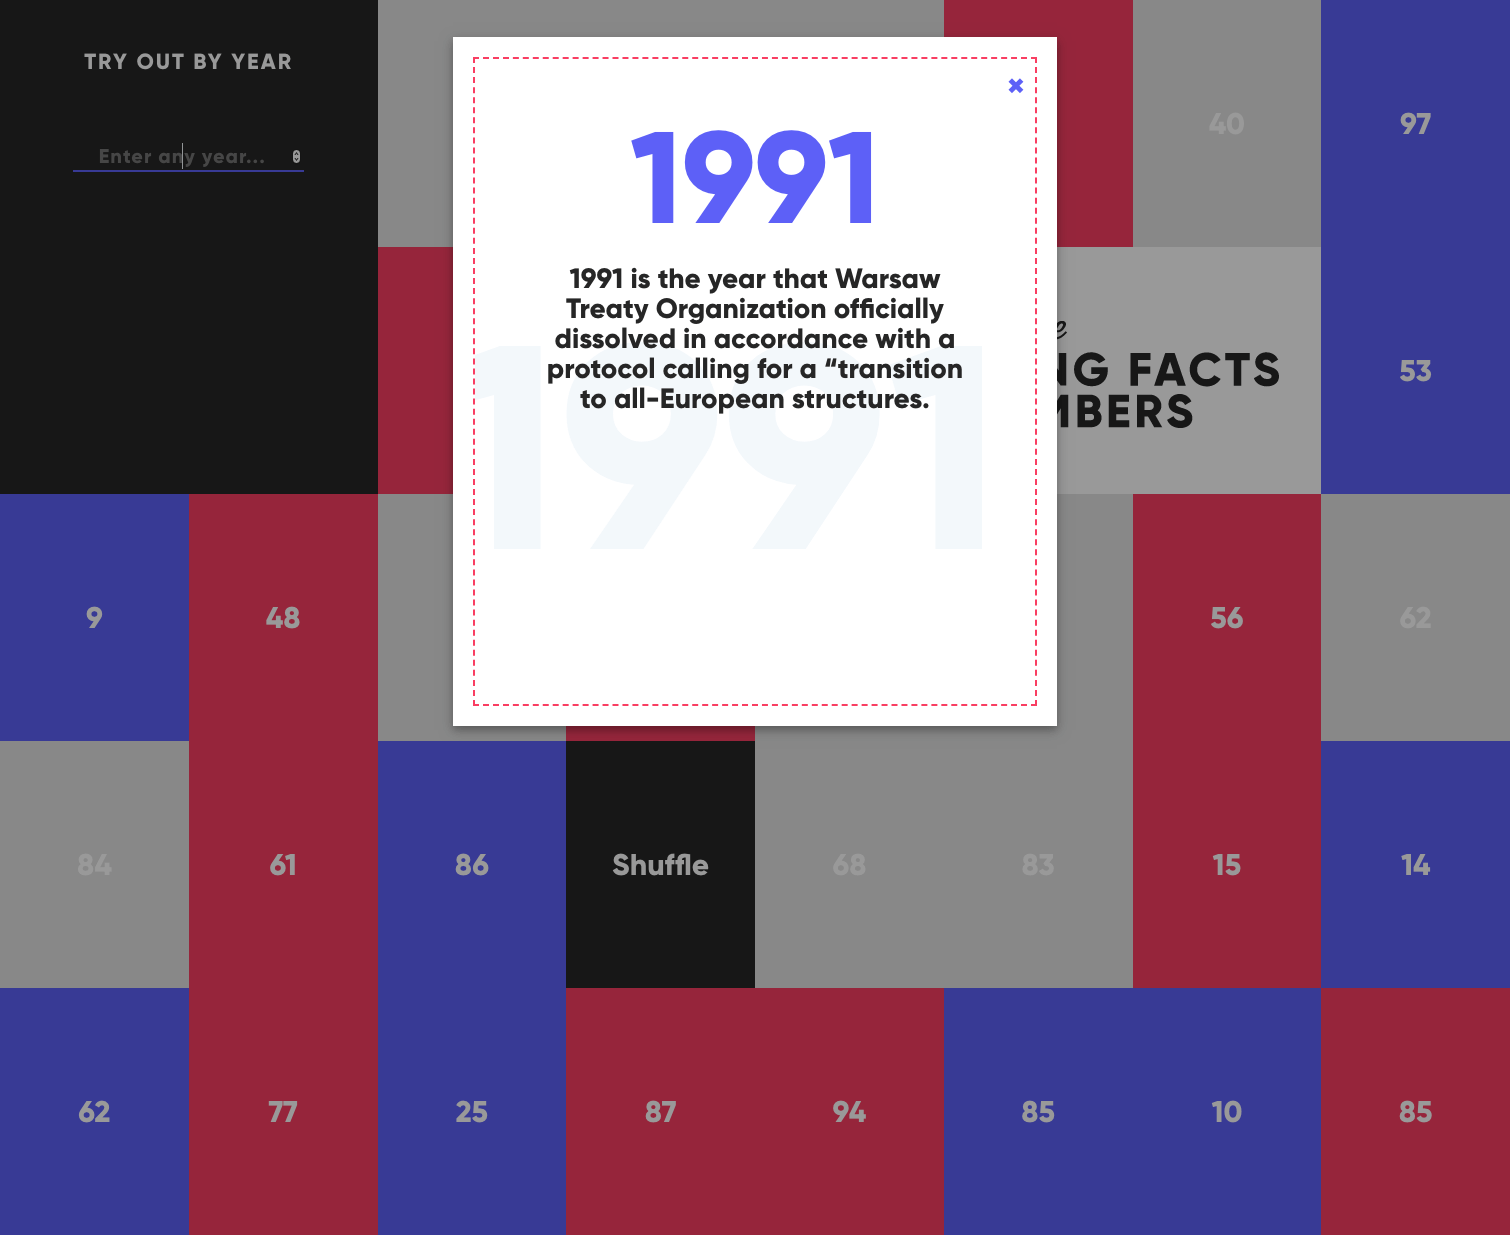 TRY OUT BY YEAR
Enter any year...
40
97
1991
1991 is the year that Warsaw
Treaty Organization officially
dissolved in accordance with a
protocol calling for a “transition
to all-European structures.
1991
FACTS
53
9
48
56
62
84
61
86
Shuffle
68
83
15
14
62
77
25
87
94
85
10
85